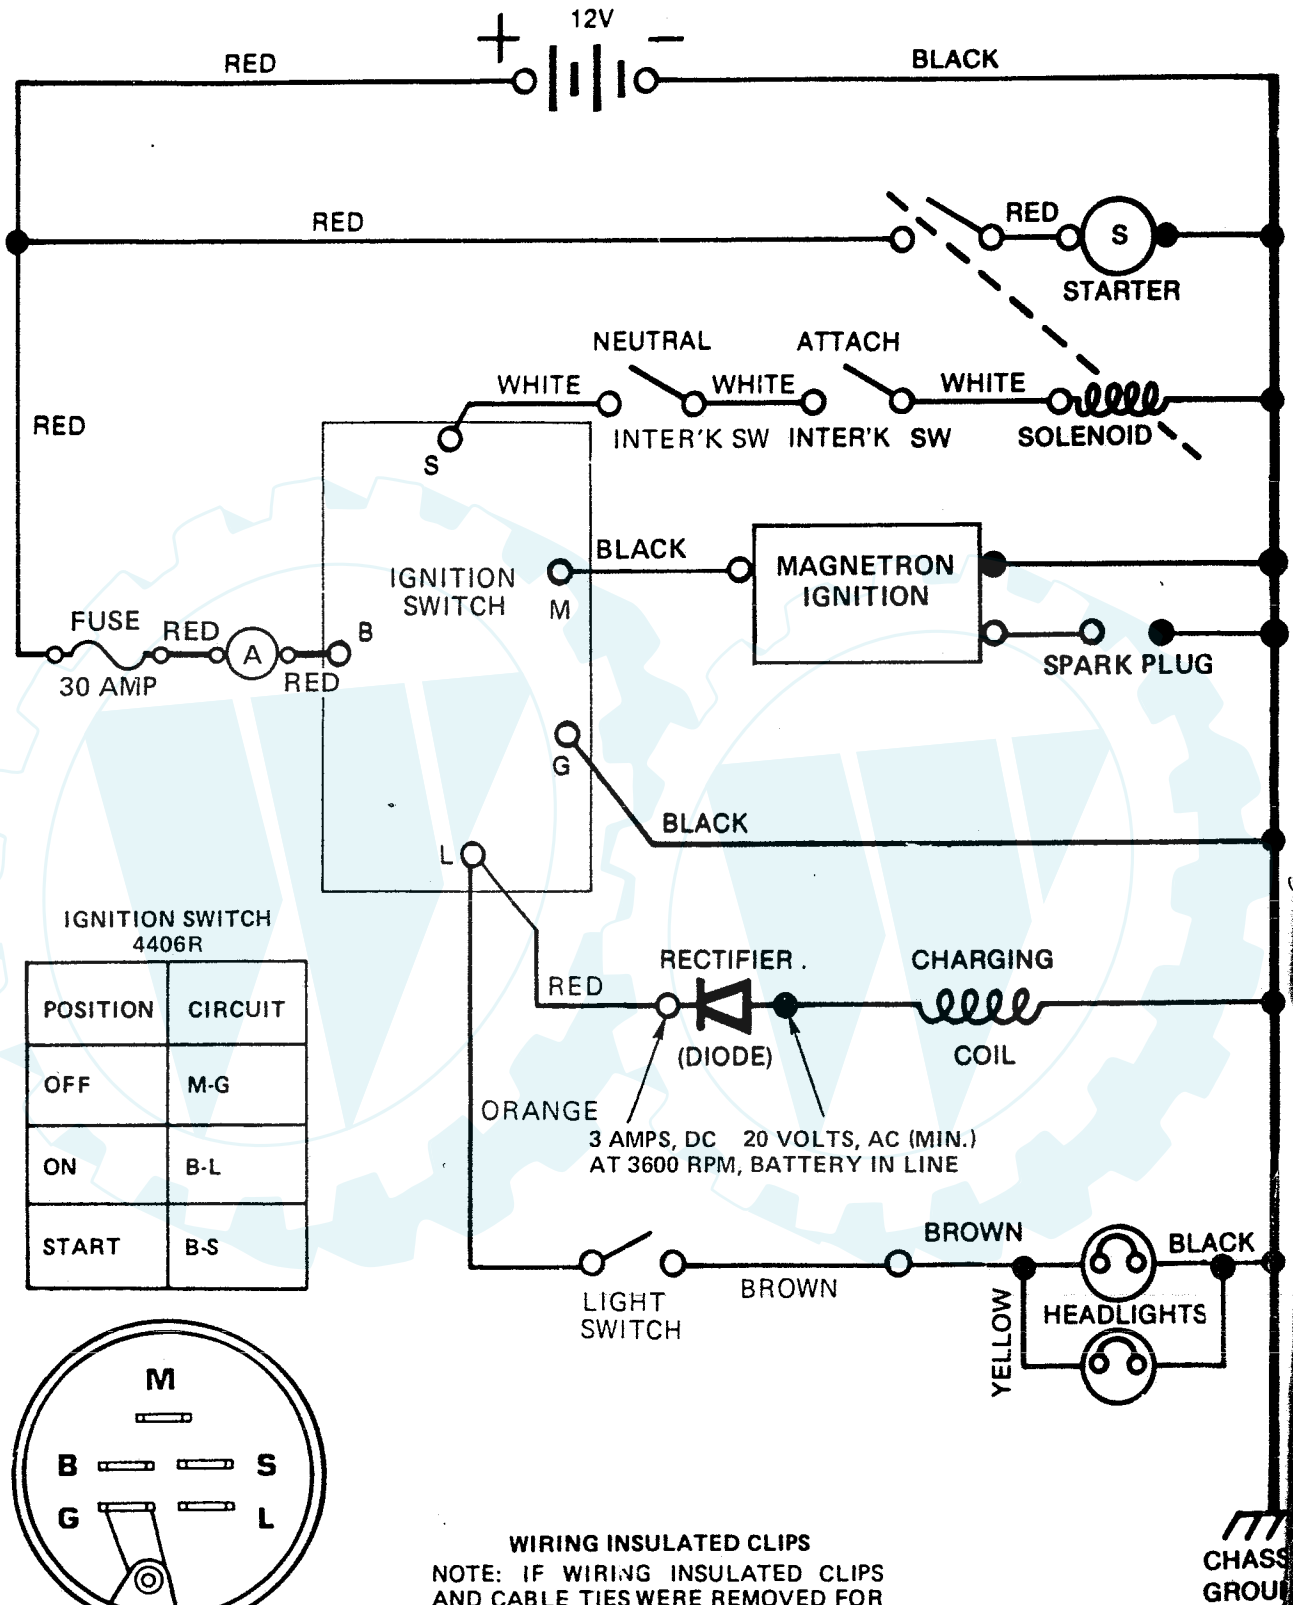 12V
+
−
RED
BLACK
RED
RED
S
STARTER
NEUTRAL
ATTACH
WHITE
WHITE
WHITE
RED
INTER'K SW
INTER'K SW
SOLENOID
S
IGNITION
SWITCH
BLACK
M
MAGNETRON
IGNITION
FUSE
RED
A
B
30 AMP
RED
SPARK PLUG
G
BLACK
L
IGNITION SWITCH
4406R
POSITION CIRCUIT
OFF M-G
ON B-L
START B-S
RECTIFIER .
CHARGING
RED
(DIODE)
COIL
ORANGE
3 AMPS, DC 20 VOLTS, AC (MIN.)
AT 3600 RPM, BATTERY IN LINE
BROWN
BLACK
BROWN
LIGHT
SWITCH
YELLOW
HEADLIGHTS
M
B
S
G
L
WIRING INSULATED CLIPS
NOTE: IF WIRING INSULATED CLIPS
AND CABLE TIES WERE REMOVED FOR
CHASS
GROU